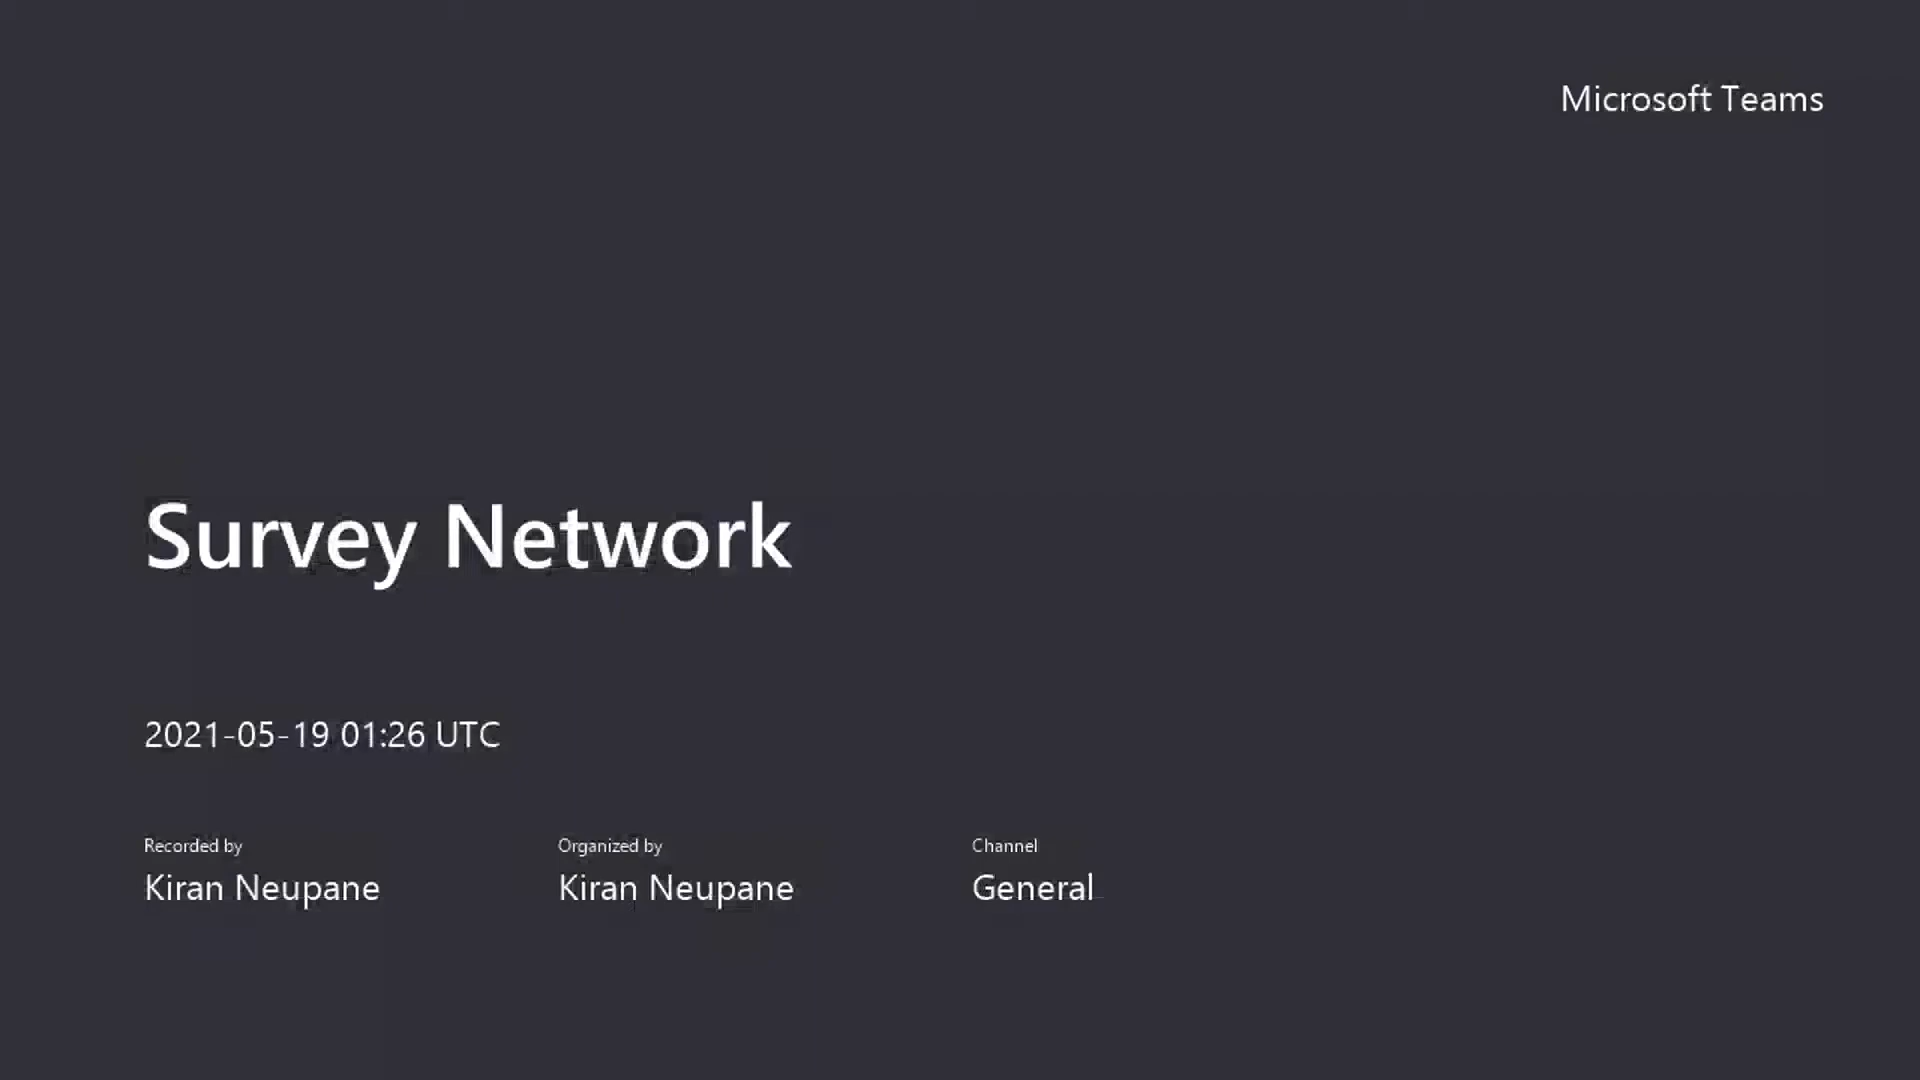 Microsoft Teams
Survey Network
2021-05-19 01:26 UTC
Recorded by
Kiran Neupane
Organized by
Kiran Neupane
Channel
General